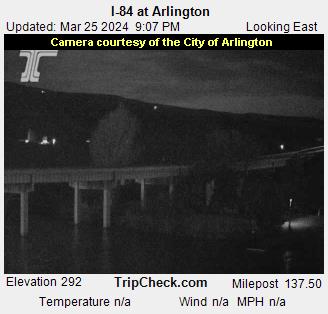 I-84 at Arlington
Updated: Mar 25 2024 9:07 PM Looking East
Camera courtesy of the City of Arlington
Elevation 292 TripCheck.com Milepost 137.50
Temperature n/a Wind n/a MPH n/a